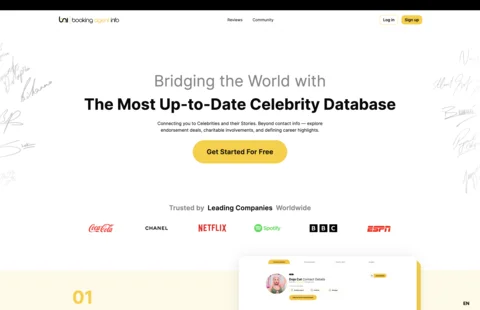 booking agent info
Reviews
Community
Log in
Sign up
Bridging the World with
The Most Up-to-Date Celebrity Database
Connecting you to Celebrities and their Stories. Beyond contact info — explore
endorsement deals, charitable involvements, and defining career highlights.
Get Started For Free
Trusted by Leading Companies Worldwide
Coca-Cola
CHANEL
NETFLIX
Spotify
BBC
ESPN
01
Doja Cat Contact Details
EN